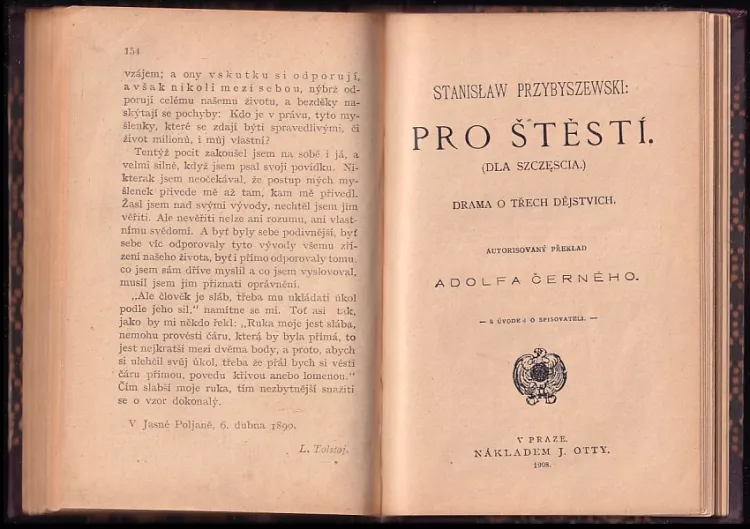 154
vzájem; a ony vskutku si odporují,
avšak nikoli mezi sebou, nýbrž od-
porují celému našemu životu, a bezděky na-
skýtají se pochyby: Kdo je v právu, tyto my-
šlenky, které se zdají býti spravedlivými, či
život milionů, i můj vlastní?
Tentýž pocit zakoušel jsem na sobě i já, a
velmi silně, když jsem psal svoji povídku. Ni-
kterak jsem neočekával, že postup mých my-
šlenek přivede mě až tam, kam mě přivedl.
Žasl jsem nad svými vývody, nechtěl jsem jim
věřiti. Ale nevěřiti nelze ani rozumu, ani vlast-
nímu svědomí. A byť byly sebe podivnější, byť
sebe víc odporovaly tyto vývody všemu zří-
zení našeho života, byť i přímo odporovaly tomu,
co jsem sám dříve myslil a co jsem vyslovoval,
musil jsem jim přiznati oprávnění.
„Ale člověk je sláb, třeba mu ukládati úkol
podle jeho sil,“ namítne se mi. Toť asi tak,
jako by mi někdo řekl: „Ruka moje jest slába,
nemohu provésti čáru, která by byla přímá, to
jest nejkratší mezi dvěma body, a proto, abych
si ulehčil svůj úkol, třeba že přál bych si vésti
čáru přímou, povedu křivou anebo lomenou.“
Čím slabší moje ruka, tím nezbytnější snažiti
se o vzor dokonalý.
V Jasné Poljaně, 6. dubna 1890.
L. Tolstoj.
STANISŁAW PRZYBYSZEWSKI:
PRO ŠTĚSTÍ.
(DLA SZCZĘSCIA.)
DRAMA O TŘECH DĚJSTVÍCH.
AUTORISOVANÝ PŘEKLAD
ADOLFA ČERNÉHO.
— S ÚVODEM O SPISOVATELI. —
V PRAZE.
NÁKLADEM J. OTTY.
1908.